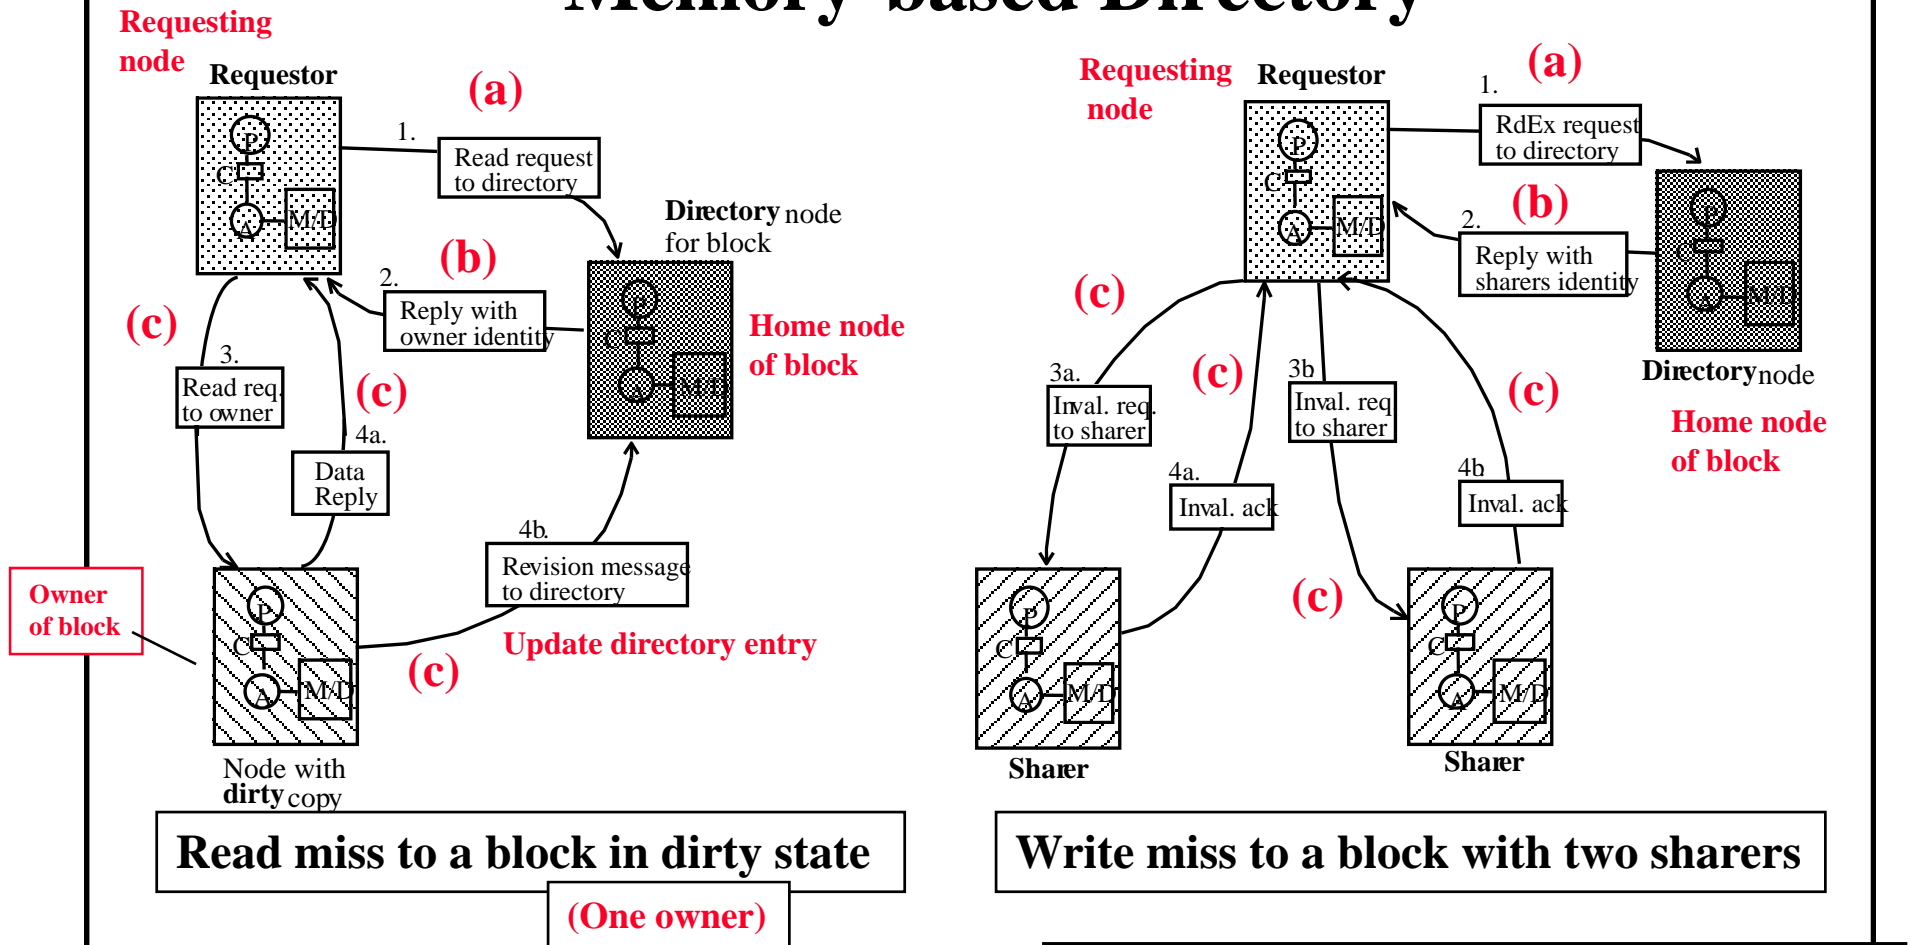 Memory-based Directory
Requesting
node
Requestor
(a)
1.
Read request
to directory
P
C
A
M/D
Directory node
for block
(b)
2.
Reply with
owner identity
P
C
A
M/D
Home node
of block
(c)
3.
Read req.
to owner
(c)
4a.
Data
Reply
4b.
Revision message
to directory
Update directory entry
(c)
Owner
of block
P
C
A
M/D
Node with
dirty copy
Read miss to a block in dirty state
(One owner)
Requesting
node
Requestor
(a)
1.
RdEx request
to directory
P
C
A
M/D
(b)
2.
Reply with
sharers identity
P
C
A
M/D
Directory node
Home node
of block
(c)
3a.
Inval. req.
to sharer
(c)
4a.
Inval. ack
3b
Inval. req
to sharer
(c)
(c)
4b
Inval. ack
P
C
A
M/D
Sharer
P
C
A
M/D
Sharer
Write miss to a block with two sharers